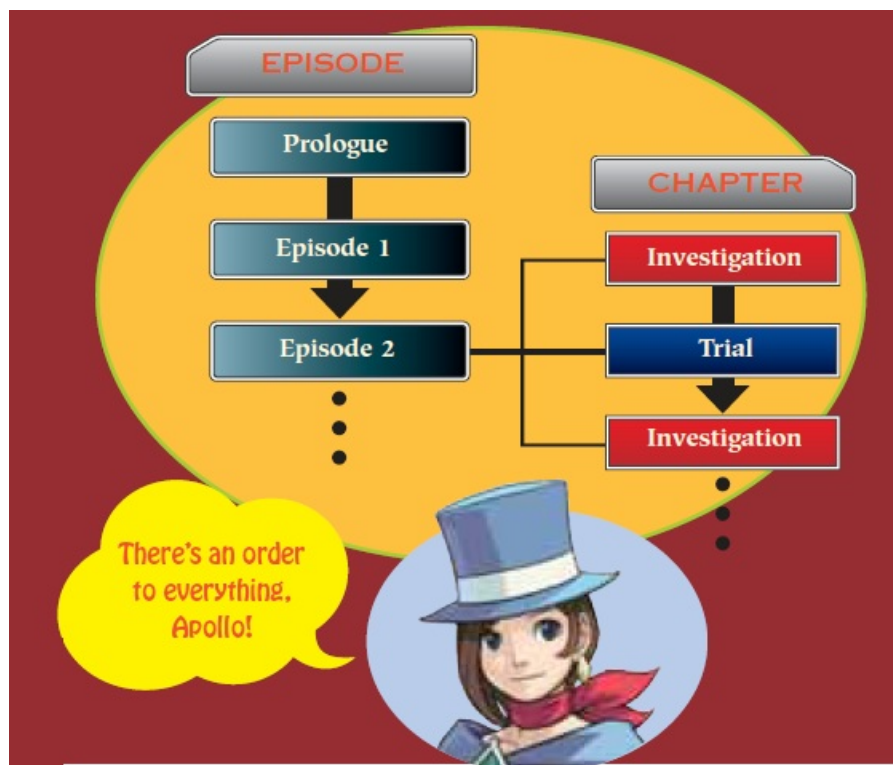 EPISODE
Prologue
Episode 1
Episode 2
CHAPTER
Investigation
Trial
Investigation
There's an order
to everything,
Apollo!